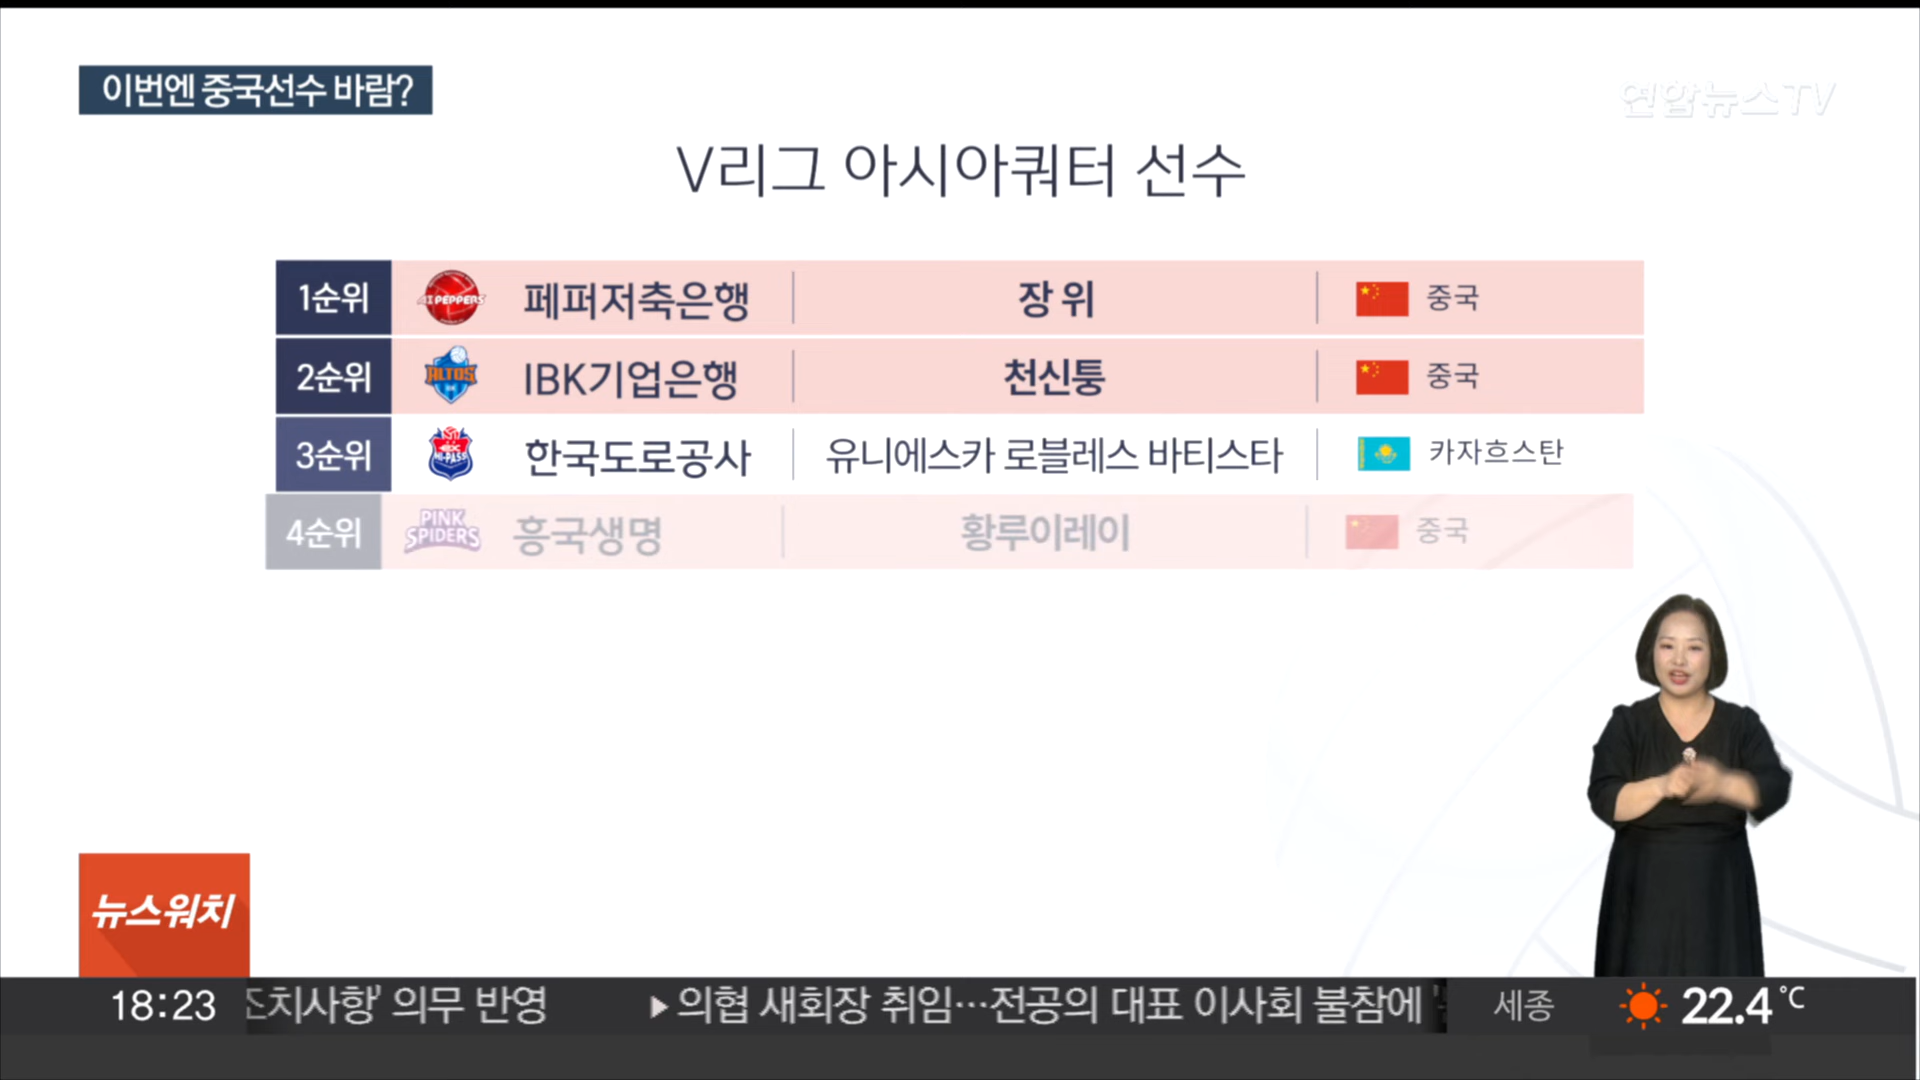 이번엔 중국선수 바람?
연합뉴스TV
V리그 아시아쿼터 선수
1순위 AI PEPPERS 페퍼저축은행 장 위 중국
2순위 ALTOS IBK기업은행 천신퉁 중국
3순위 HI-PASS 한국도로공사 유니에스카 로블레스 바티스타 카자흐스탄
4순위 PINK SPIDERS 흥국생명 황루이레이 중국
뉴스워치
18:23 조치사항' 의무 반영 ▶의협 새회장 취임…전공의 대표 이사회 불참에 세종 22.4℃